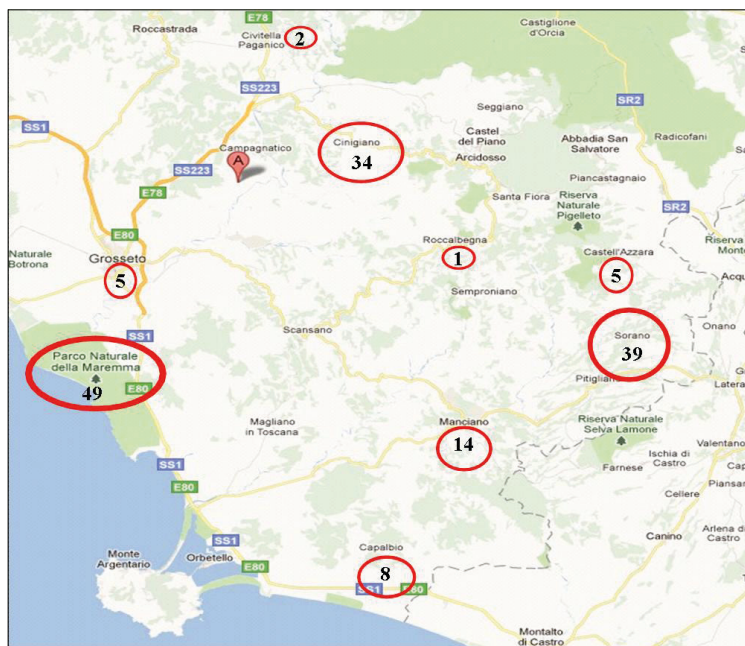 E78
Roccastrada
Civitella
Paganico
2
Castiglione
d'Orcia
SS223
SR2
Seggiano
SS1
Campagnatico
Cinigiano
34
Castel
del Piano
Arcidosso
Abbadia San
Salvatore
Radicofani
A
SS223
E78
Piancastagnaio
Santa Fiora
Riserva
Naturale
Pigelleto
SR2
E80
Roccalbegna
1
Castell'Azzara
5
Riserva
Naturale
Botrona
Grosseto
5
Semproniano
Scansano
SS1
Sorano
39
Onano
Parco Naturale
della Maremma
49
E80
Pitigliano
Magliano
in Toscana
Manciano
14
Riserva Naturale
Selva Lamone
Valentano
Farnese
Ischia di
Castro
SS1
E80
Cellere
Canino
Arlena di
Castro
SS1
Monte
Argentario
Orbetello
E80
Capalbio
8
SS1
E80
Montalto
di Castro